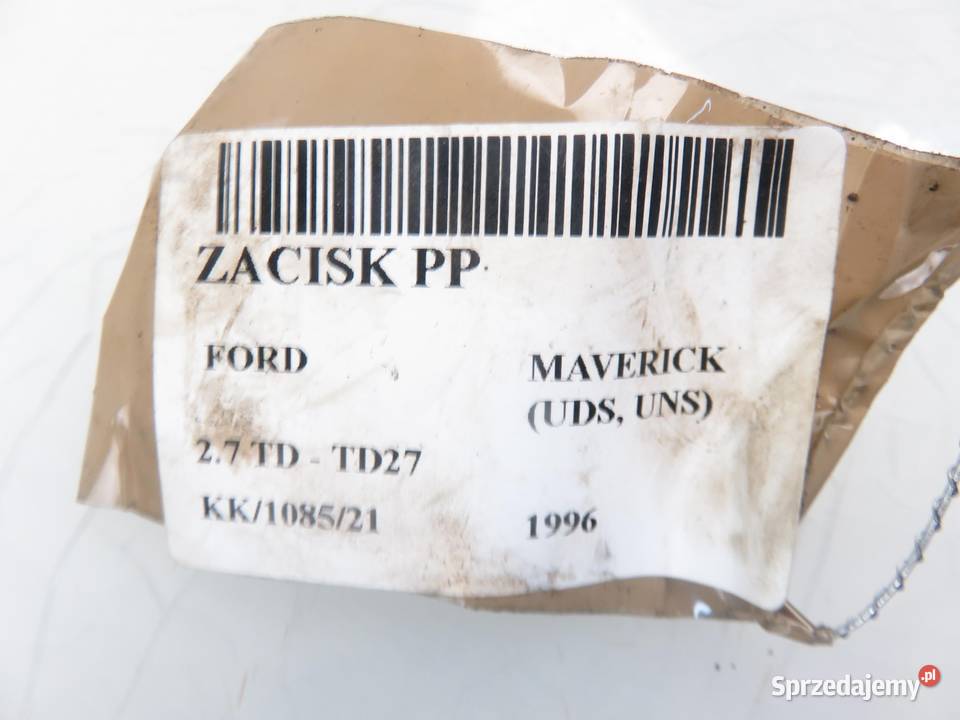 ZACISK PP
FORD
MAVERICK
(UDS, UNS)
2.7 TD - TD27
KK/1085/21
1996
Sprzedajemy.pl